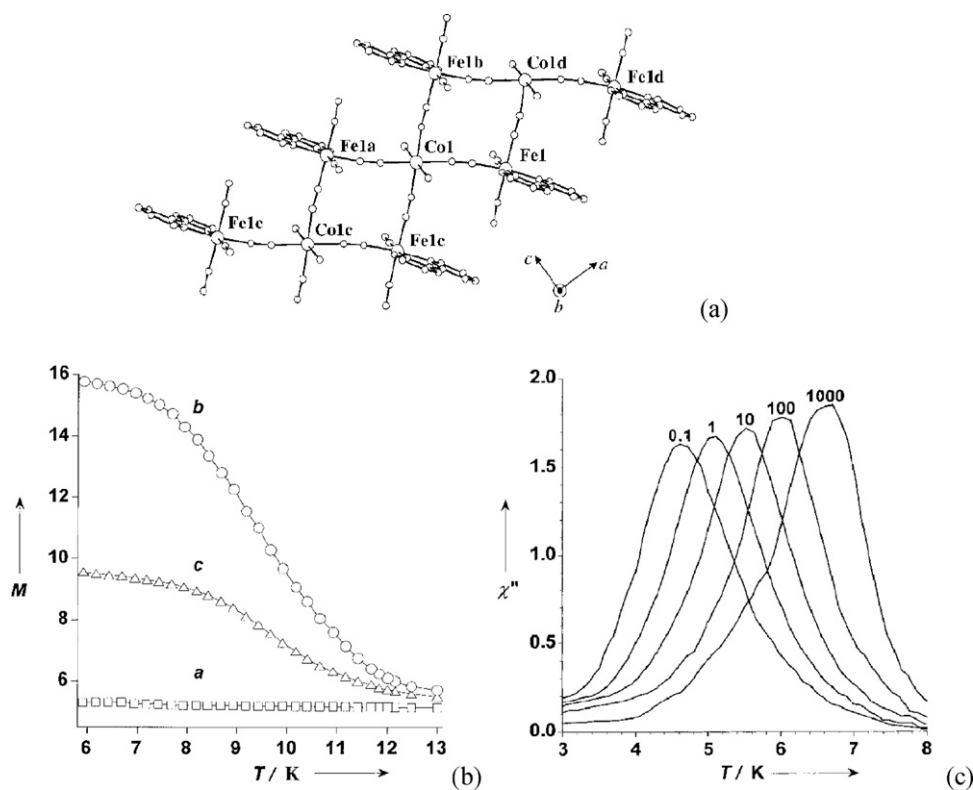 Fe1b Co1d Fe1d
Fe1a Co1 Fe1
Fe1c Co1c Fe1c
c a
b
(a)
16
14
12
10
8
6
M
b
c
a
6 7 8 9 10 11 12 13
T / K
(b)
2.0
1.5
1.0
0.5
0.0
χ"
0.1 1 10 100 1000
3 4 5 6 7 8
T / K
(c)